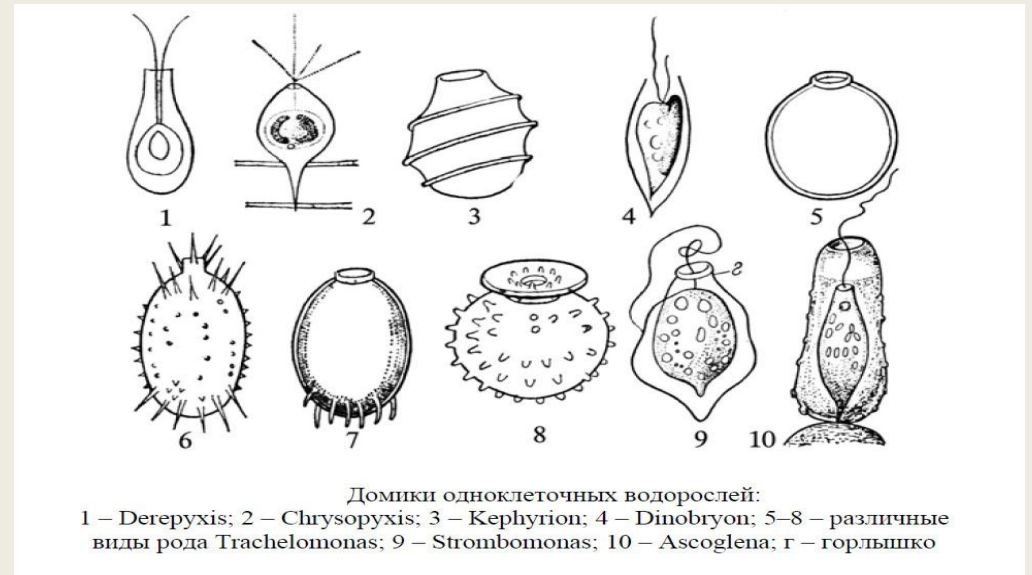 1
2
3
4
5
г
6
7
8
9
10
Домики одноклеточных водорослей:
1 – Derepyxis; 2 – Chrysopyxis; 3 – Kephyrion; 4 – Dinobryon; 5–8 – различные
виды рода Trachelomonas; 9 – Strombomonas; 10 – Ascoglena; г – горлышко